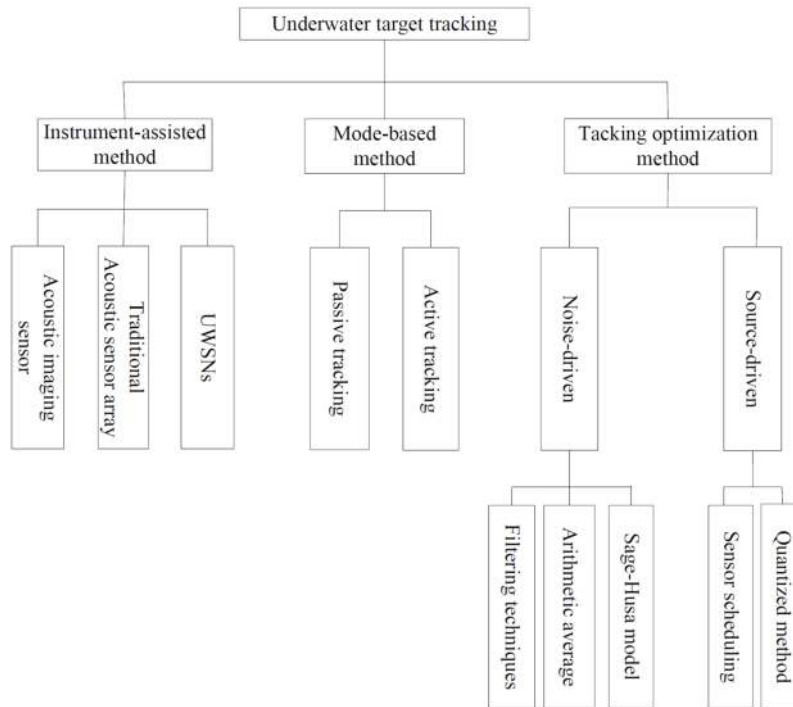 Underwater target tracking
Instrument-assisted
method
Mode-based
method
Tacking optimization
method
Acoustic imaging
sensor
Traditional
Acoustic sensor array
UWSNs
Passive tracking
Active tracking
Noise-driven
Source-driven
Filtering techniques
Arithmetic average
Sage-Husa model
Sensor scheduling
Quantized method